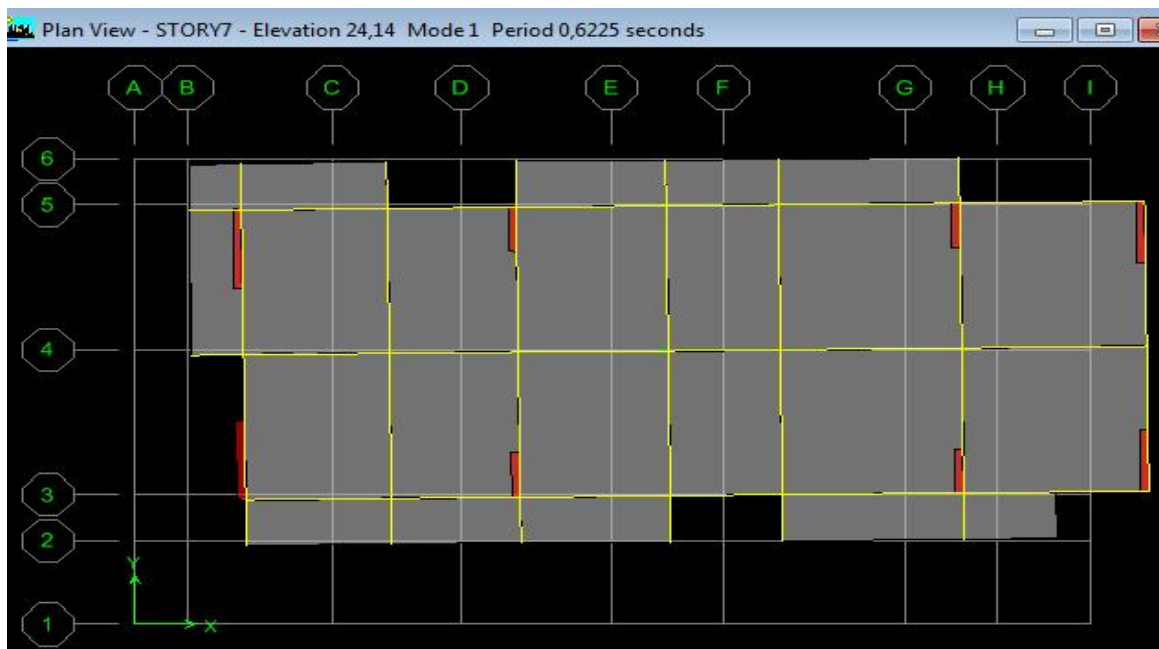 Plan View - STORY7 - Elevation 24,14 Mode 1 Period 0,6225 seconds
A B C D E F G H I
6
5
4
3
2
Y
X
1